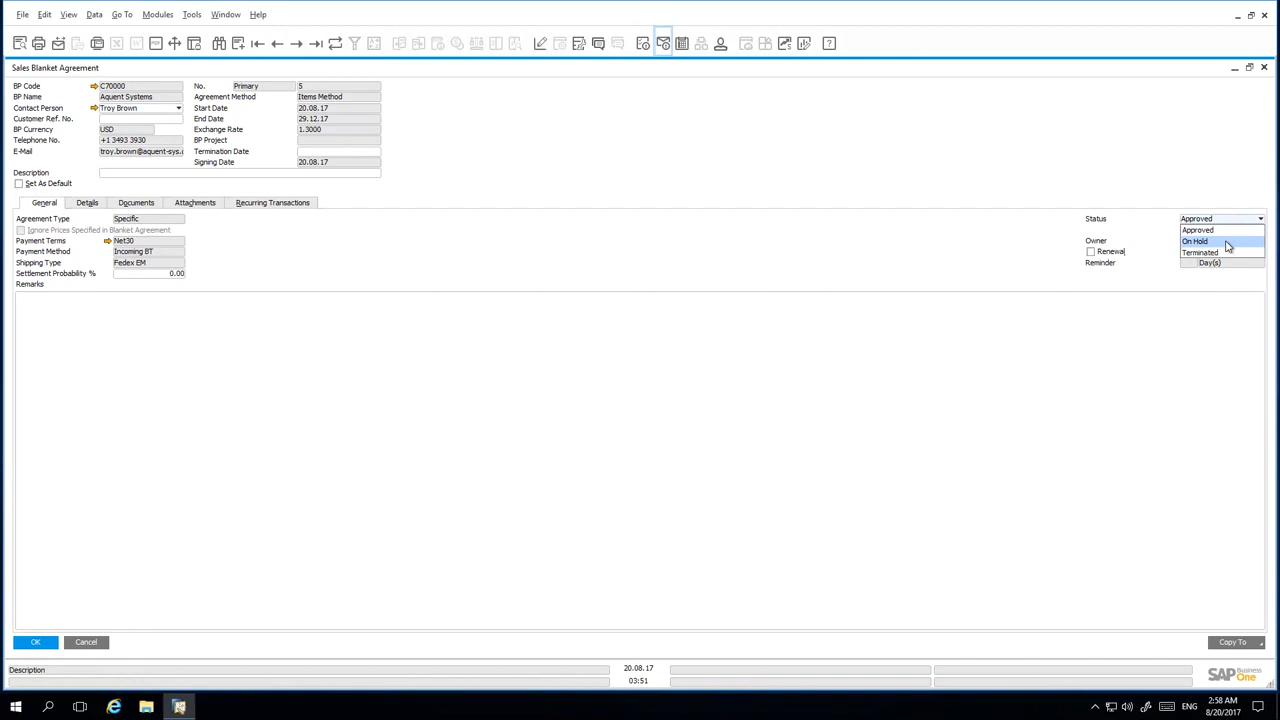 File Edit View Data Go To Modules Tools Window Help
Sales Blanket Agreement
BP Code C70000 No. Primary 5
BP Name Aquent Systems Agreement Method Items Method
Contact Person Troy Brown Start Date 20.08.17
Customer Ref. No. End Date 29.12.17
BP Currency USD Exchange Rate 1.3000
Telephone No. +1 3493 3930 BP Project
E-Mail troy.brown@aquent-sys. Termination Date
Signing Date 20.08.17
Description
Set As Default
General Details Documents Attachments Recurring Transactions
Agreement Type Specific Status Approved
Ignore Prices Specified in Blanket Agreement Approved
Payment Terms Net30 Owner On Hold
Payment Method Incoming BT Renewal Terminated
Shipping Type Fedex EM Reminder Day(s)
Settlement Probability % 0.00
Remarks
OK Cancel Copy To
Description 20.08.17
03:51
SAP Business One
ENG 2:58 AM
8/20/2017